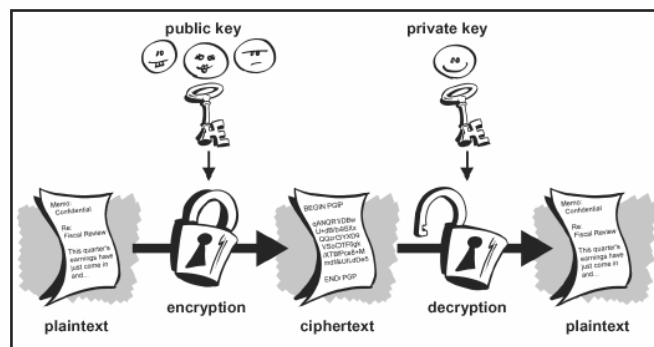 public key
private key
Memo:
Confidential
Re:
Fiscal Review
This quarter's
earnings have
just come in
and...
BEGIN PGP
END PGP
Memo:
Confidential
Re:
Fiscal Review
This quarter's
earnings have
just come in
and...
encryption
decryption
plaintext
ciphertext
plaintext